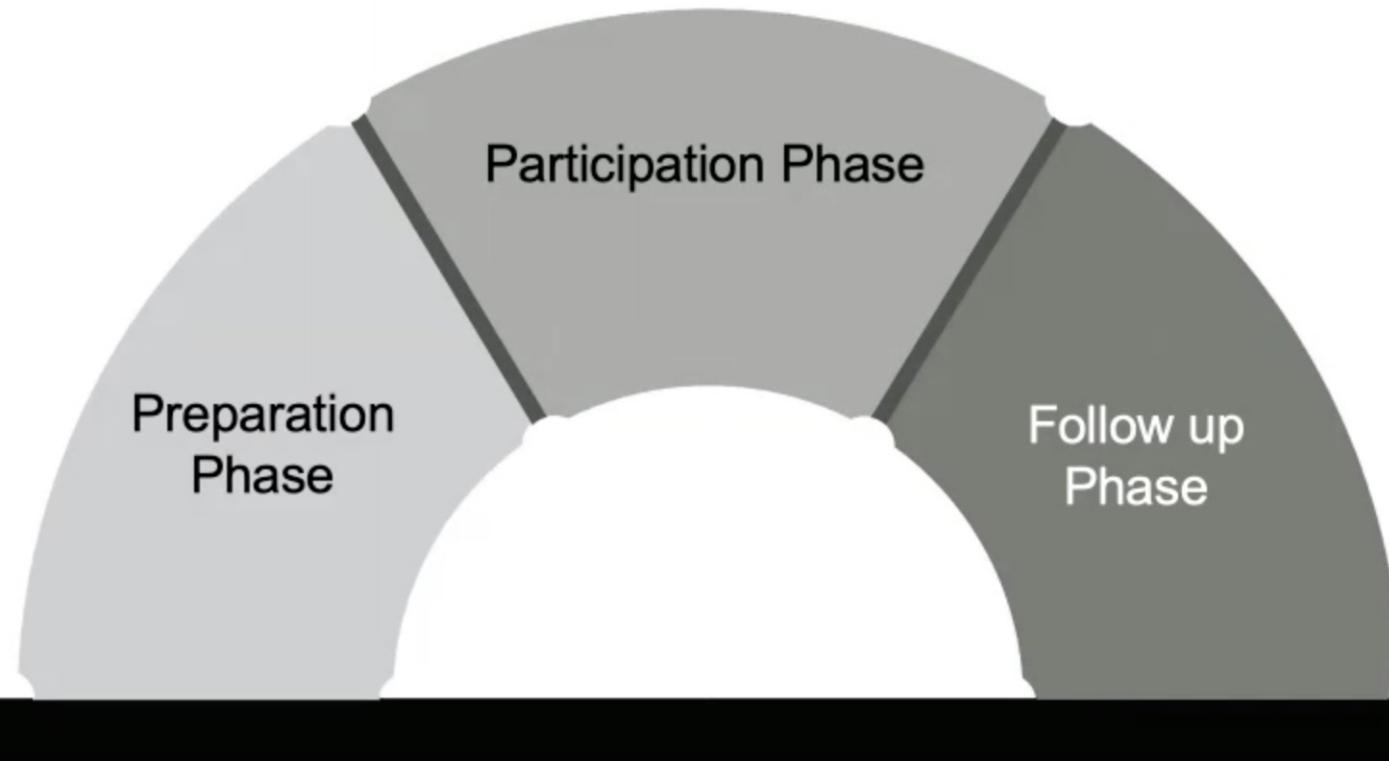 Participation Phase
Preparation
Phase
Follow up
Phase